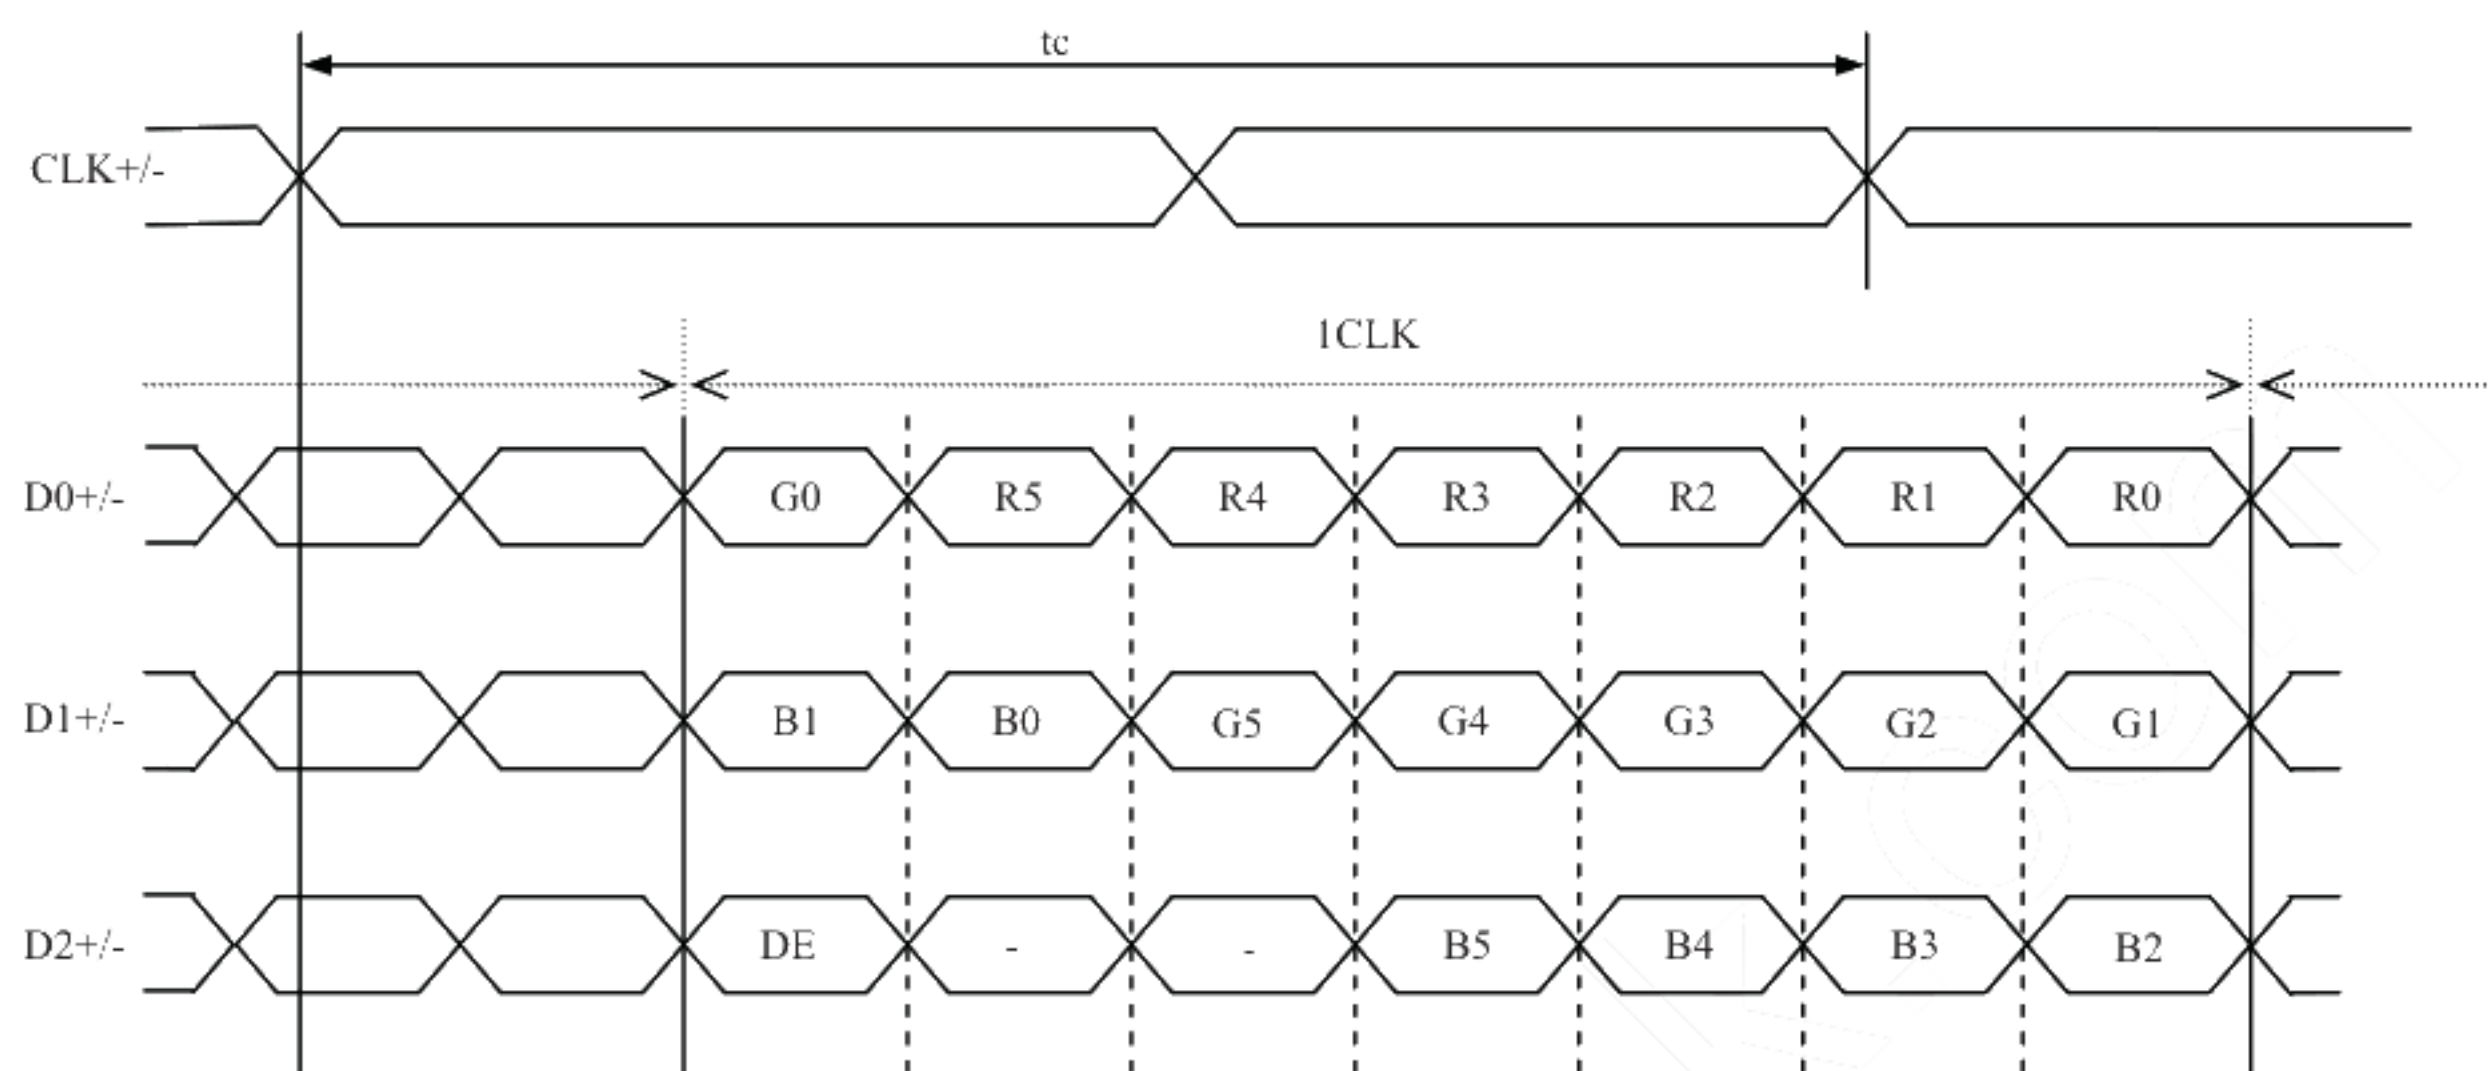 tc
CLK+/-
1CLK
D0+/- G0 R5 R4 R3 R2 R1 R0
D1+/- B1 B0 G5 G4 G3 G2 G1
D2+/- DE - - B5 B4 B3 B2